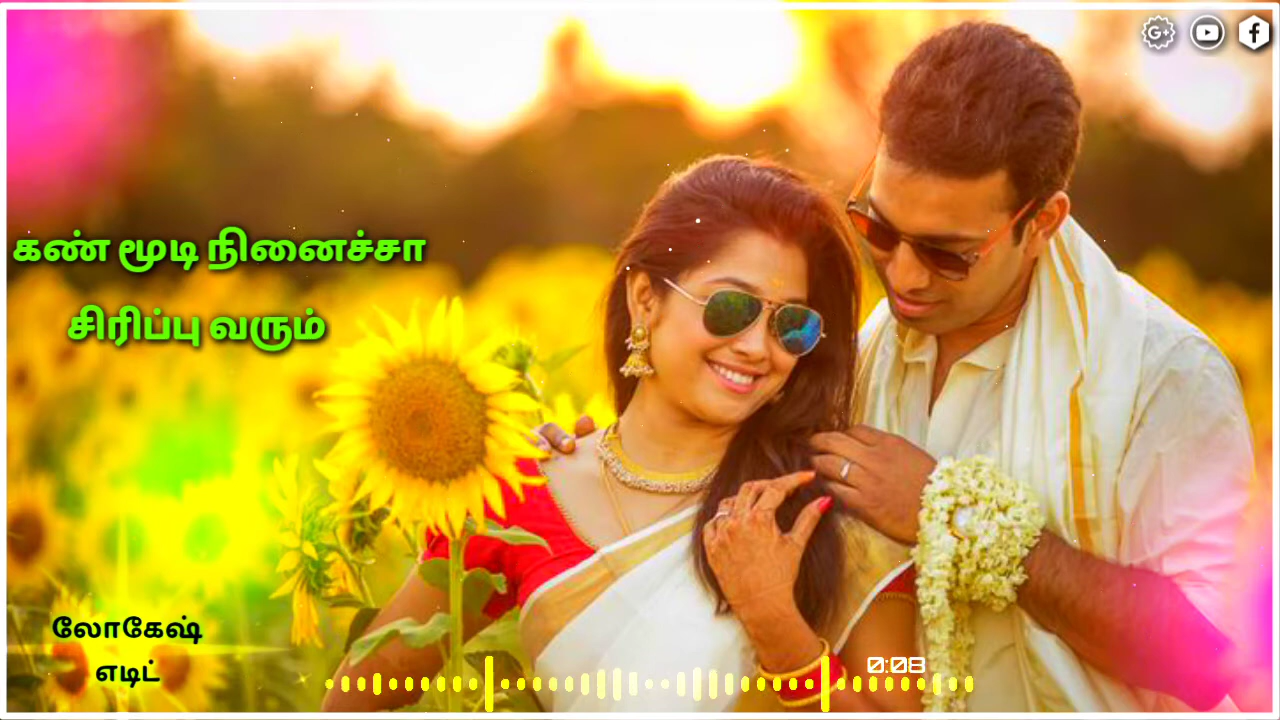 கண் மூடி நினைச்சா
சிரிப்பு வரும்
லோகேஷ்
எடிட்
0:08
G+